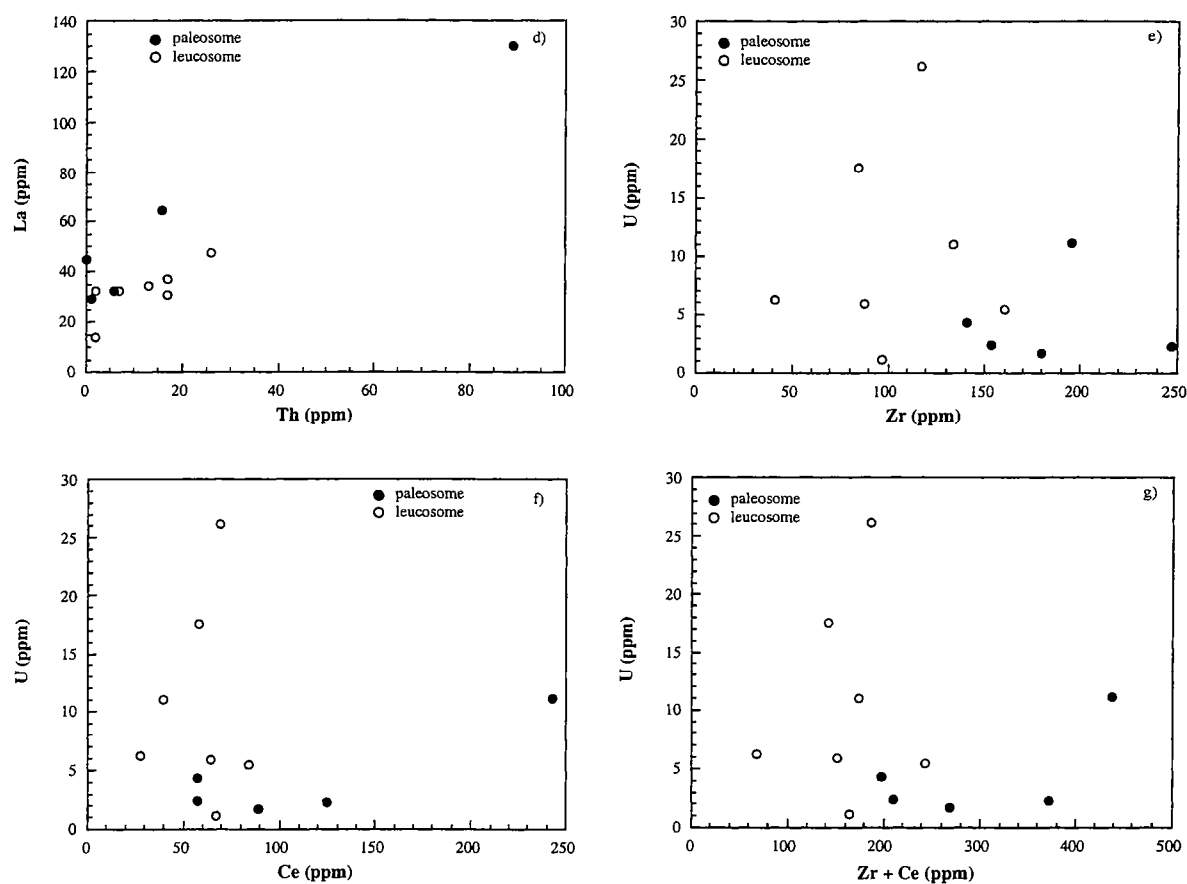 140
120
100
80
60
40
20
0
La (ppm)
paleosome
leucosome
d)
0 20 40 60 80 100
Th (ppm)
30
25
20
15
10
5
0
U (ppm)
paleosome
leucosome
e)
0 50 100 150 200 250
Zr (ppm)
30
25
20
15
10
5
0
U (ppm)
paleosome
leucosome
f)
0 50 100 150 200 250
Ce (ppm)
30
25
20
15
10
5
0
U (ppm)
paleosome
leucosome
g)
0 100 200 300 400 500
Zr + Ce (ppm)